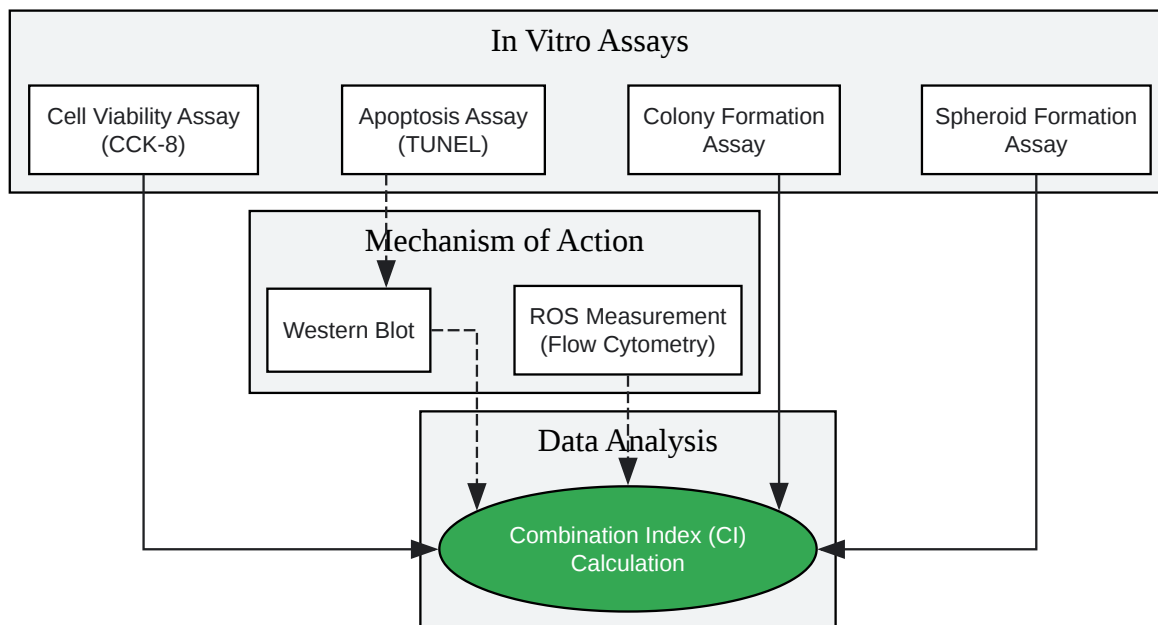 In Vitro Assays
Cell Viability Assay
(CCK-8)
Apoptosis Assay
(TUNEL)
Colony Formation
Assay
Spheroid Formation
Assay
Mechanism of Action
Western Blot
ROS Measurement
(Flow Cytometry)
Data Analysis
Combination Index (CI)
Calculation